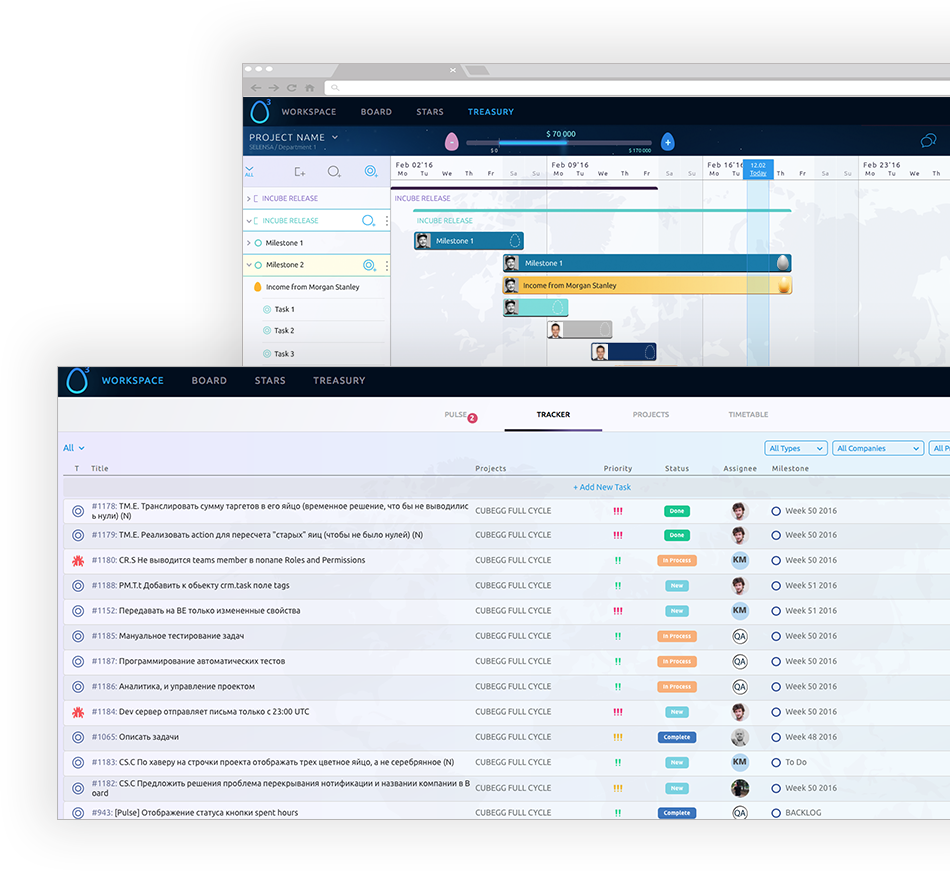 3
WORKSPACE BOARD STARS TREASURY
PROJECT NAME
SELENSA / Department 1
$ 70 000
$ 0
$ 170 000
ALL
Feb 02'16 Feb 09'16 Feb 16'16 12.02 Feb 23'16
Mo Tu We Th Fr Sa Su Mo Tu We Th Fr Sa Su Mo Tu Today Th Fr Sa Su Mo Tu We Th
INCUBE RELEASE
INCUBE RELEASE
INCUBE RELEASE
INCUBE RELEASE
Milestone 1
Milestone 1
Milestone 2
Milestone 1
Income from Morgan Stanley
Income from Morgan Stanley
Task 1
Task 2
Task 3
3
WORKSPACE BOARD STARS TREASURY
PULSE 2 TRACKER PROJECTS TIMETABLE
All
All Types All Companies All P
T Title Projects Priority Status Assignee Milestone
+ Add New Task
#1178: TM.E. Транслировать сумму таргетов в его яйцо (временное решение, что бы не выводилис
ь нули) (N) CUBEGG FULL CYCLE !!! Done Week 50 2016
#1179: TM.E. Реализовать action для пересчета "старых" яиц (чтобы не было нулей) (N) CUBEGG FULL CYCLE !!! Done Week 50 2016
#1180: CR.S Не выводится teams member в попапе Roles and Permissions CUBEGG FULL CYCLE !! In Process KM Week 50 2016
#1188: PM.T.t Добавить к обьекту crm.task поле tags CUBEGG FULL CYCLE !! New Week 51 2016
#1152: Передавать на BE только измененные свойства CUBEGG FULL CYCLE !!! New KM Week 51 2016
#1185: Мануальное тестирование задач CUBEGG FULL CYCLE !! In Process QA Week 50 2016
#1187: Программирование автоматических тестов CUBEGG FULL CYCLE !! In Process QA Week 50 2016
#1186: Аналитика, и управление проектом CUBEGG FULL CYCLE !! In Process QA Week 50 2016
#1184: Dev сервер отправляет письма только с 23:00 UTC CUBEGG FULL CYCLE !!! New Week 50 2016
#1065: Описать задачи CUBEGG FULL CYCLE !!! Complete Week 48 2016
#1183: CS.C По хаверу на строчки проекта отображать трех цветное яйцо, а не серебрянное (N) CUBEGG FULL CYCLE !! New KM To Do
#1182: CS.C Предложить решения проблема перекрывания нотификации и названии компании в B
oard CUBEGG FULL CYCLE !!! New Week 50 2016
#943: [Pulse] Отображение статуса кнопки spent hours CUBEGG FULL CYCLE !! Complete QA BACKLOG